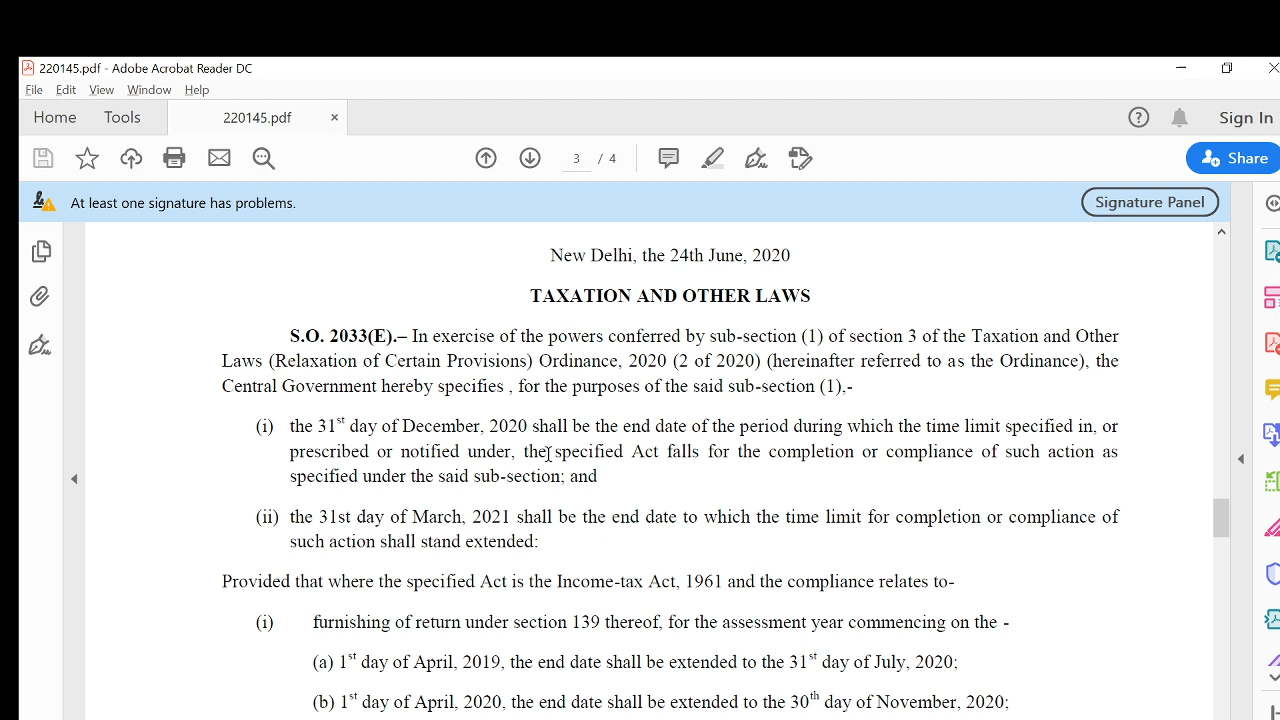 220145.pdf - Adobe Acrobat Reader DC
File Edit View Window Help
Home Tools 220145.pdf × ? Sign In
3 / 4 Share
At least one signature has problems. Signature Panel
New Delhi, the 24th June, 2020
TAXATION AND OTHER LAWS
S.O. 2033(E).– In exercise of the powers conferred by sub-section (1) of section 3 of the Taxation and Other
Laws (Relaxation of Certain Provisions) Ordinance, 2020 (2 of 2020) (hereinafter referred to as the Ordinance), the
Central Government hereby specifies , for the purposes of the said sub-section (1),-
(i) the 31st day of December, 2020 shall be the end date of the period during which the time limit specified in, or
prescribed or notified under, the specified Act falls for the completion or compliance of such action as
specified under the said sub-section; and
(ii) the 31st day of March, 2021 shall be the end date to which the time limit for completion or compliance of
such action shall stand extended:
Provided that where the specified Act is the Income-tax Act, 1961 and the compliance relates to-
(i) furnishing of return under section 139 thereof, for the assessment year commencing on the -
(a) 1st day of April, 2019, the end date shall be extended to the 31st day of July, 2020;
(b) 1st day of April, 2020, the end date shall be extended to the 30th day of November, 2020;